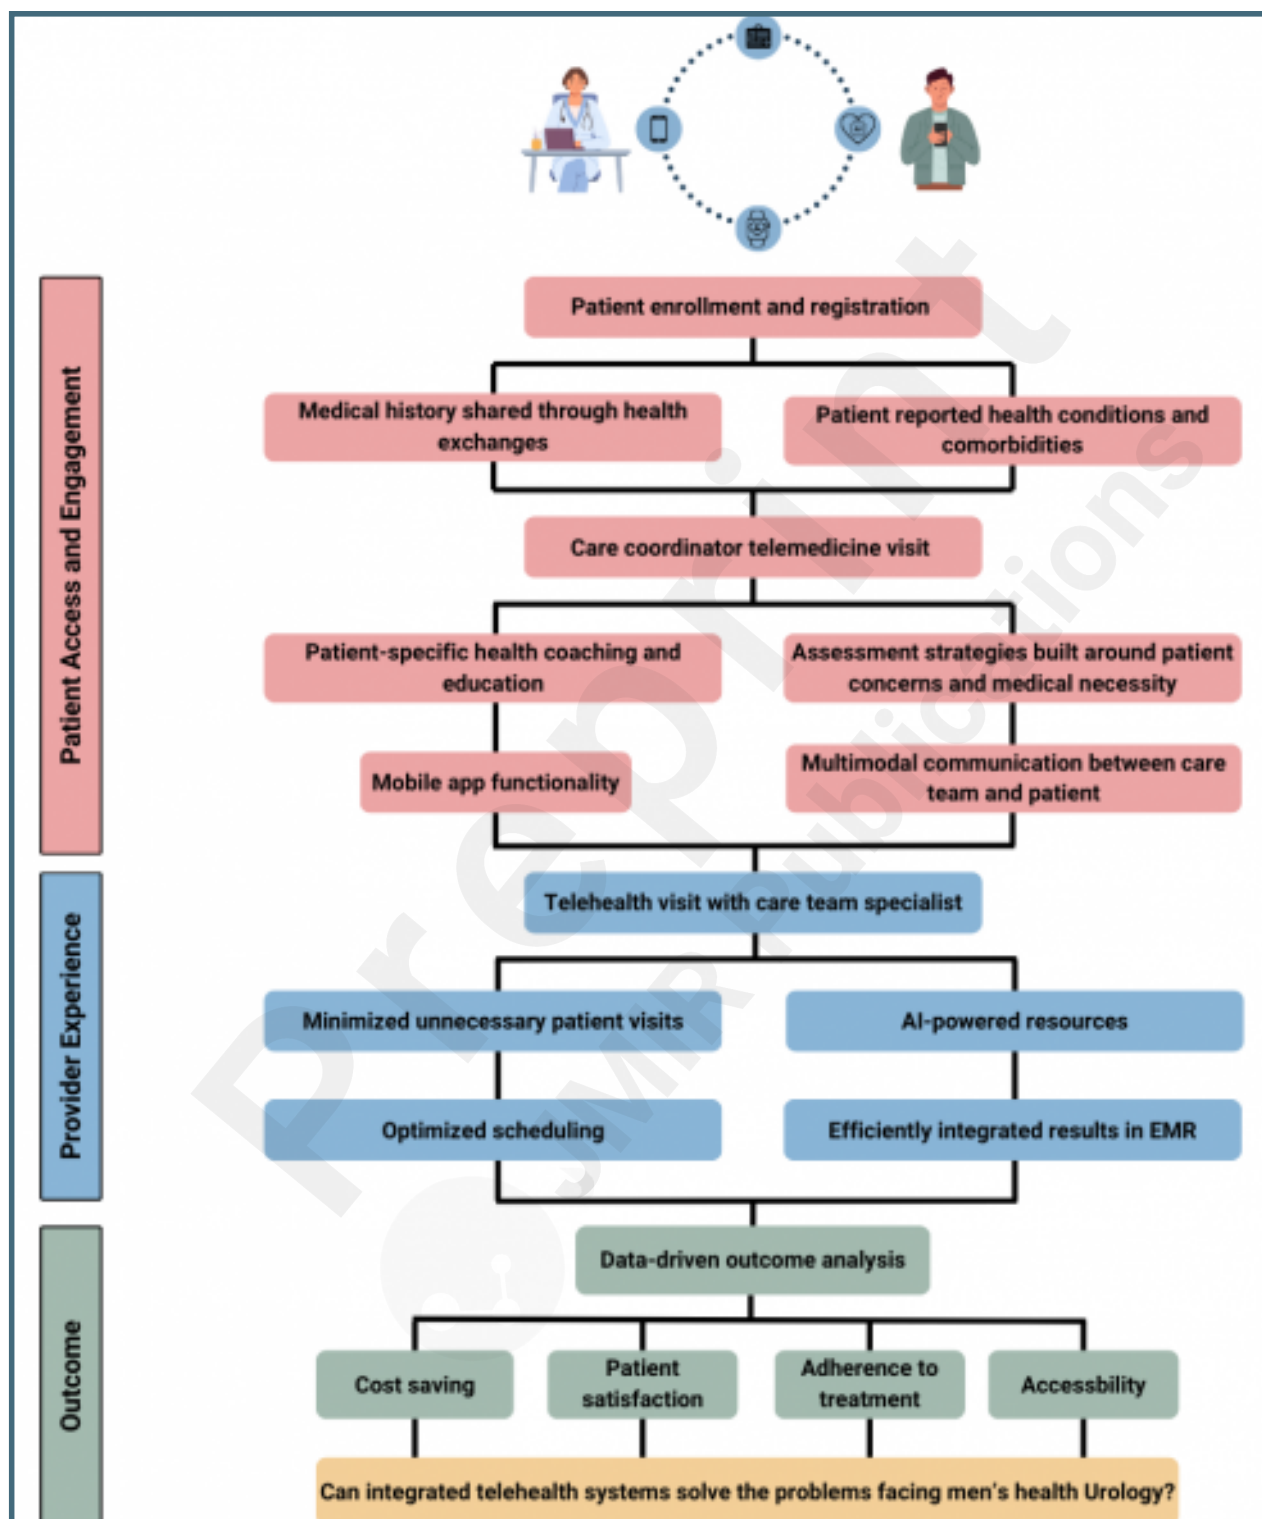 Patient Access and Engagement
Patient enrollment and registration
Medical history shared through health
exchanges
Patient reported health conditions and
comorbidities
Care coordinator telemedicine visit
Patient-specific health coaching and
education
Assessment strategies built around patient
concerns and medical necessity
Mobile app functionality
Multimodal communication between care
team and patient
Provider Experience
Telehealth visit with care team specialist
Minimized unnecessary patient visits
AI-powered resources
Optimized scheduling
Efficiently integrated results in EMR
Outcome
Data-driven outcome analysis
Cost saving
Patient
satisfaction
Adherence to
treatment
Accessbility
Can integrated telehealth systems solve the problems facing men's health Urology?
Preprint
JMIR Publications